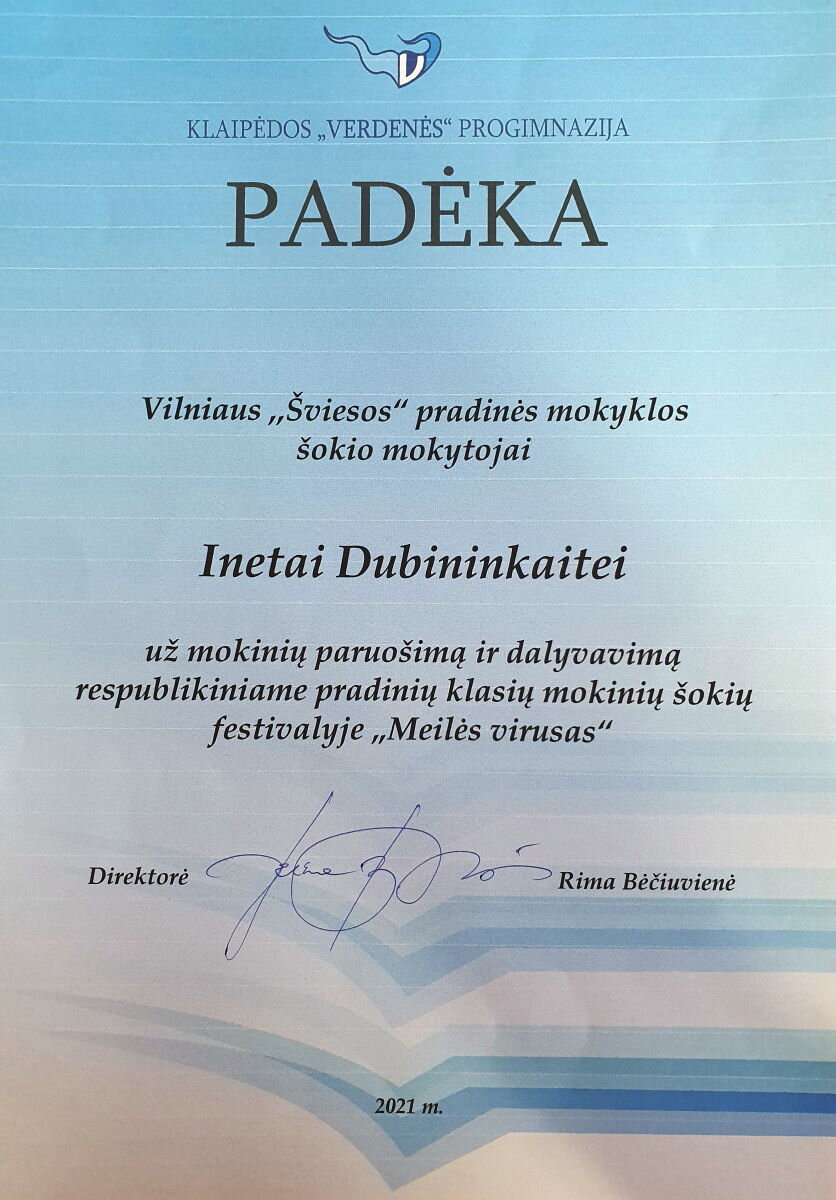 KLAIPĖDOS „VERDENĖS“ PROGIMNAZIJA
PADĖKA
Vilniaus ,,Šviesos“ pradinės mokyklos
šokio mokytojai
Inetai Dubininkaitei
už mokinių paruošimą ir dalyvavimą
respublikiniame pradinių klasių mokinių šokių
festivalyje „Meilės virusas“
Direktorė Rima Bėčiuvienė
2021 m.